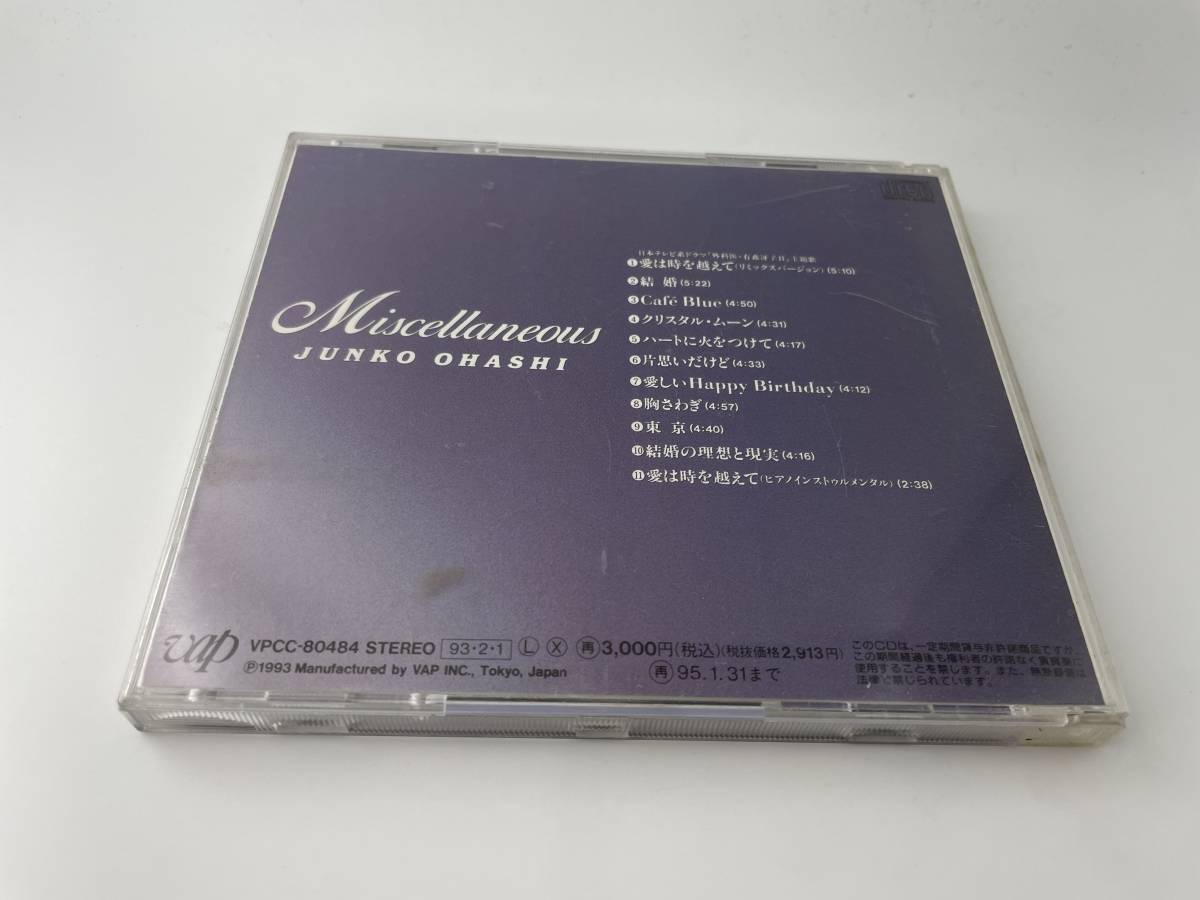 Miscellaneous
JUNKO OHASHI
日本テレビ系ドラマ「外科医・有森冴子II」主題歌
❶愛は時を越えて(リミックスバージョン)(5:10)
❷結 婚(5:22)
❸Café Blue(4:50)
❹クリスタル・ムーン(4:31)
❺ハートに火をつけて(4:17)
❻片思いだけど(4:33)
❼愛しいHappy Birthday(4:12)
❽胸さわぎ(4:57)
❾東 京(4:40)
❿結婚の理想と現実(4:16)
⓫愛は時を越えて(ピアノインストゥルメンタル)(2:38)
vap
VPCC-80484 STEREO 93・2・1 Ⓛ Ⓧ 再3,000円(税込)(税抜価格2,913円)
Ⓟ1993 Manufactured by VAP INC., Tokyo, Japan
再95.1.31まで
このCDは、一定期間貸与非許諾商品ですが、
この期間経過後も権利者の許諾なく賃貸業に
使用することを禁じます。また、無断複製は
法律で禁じられています。